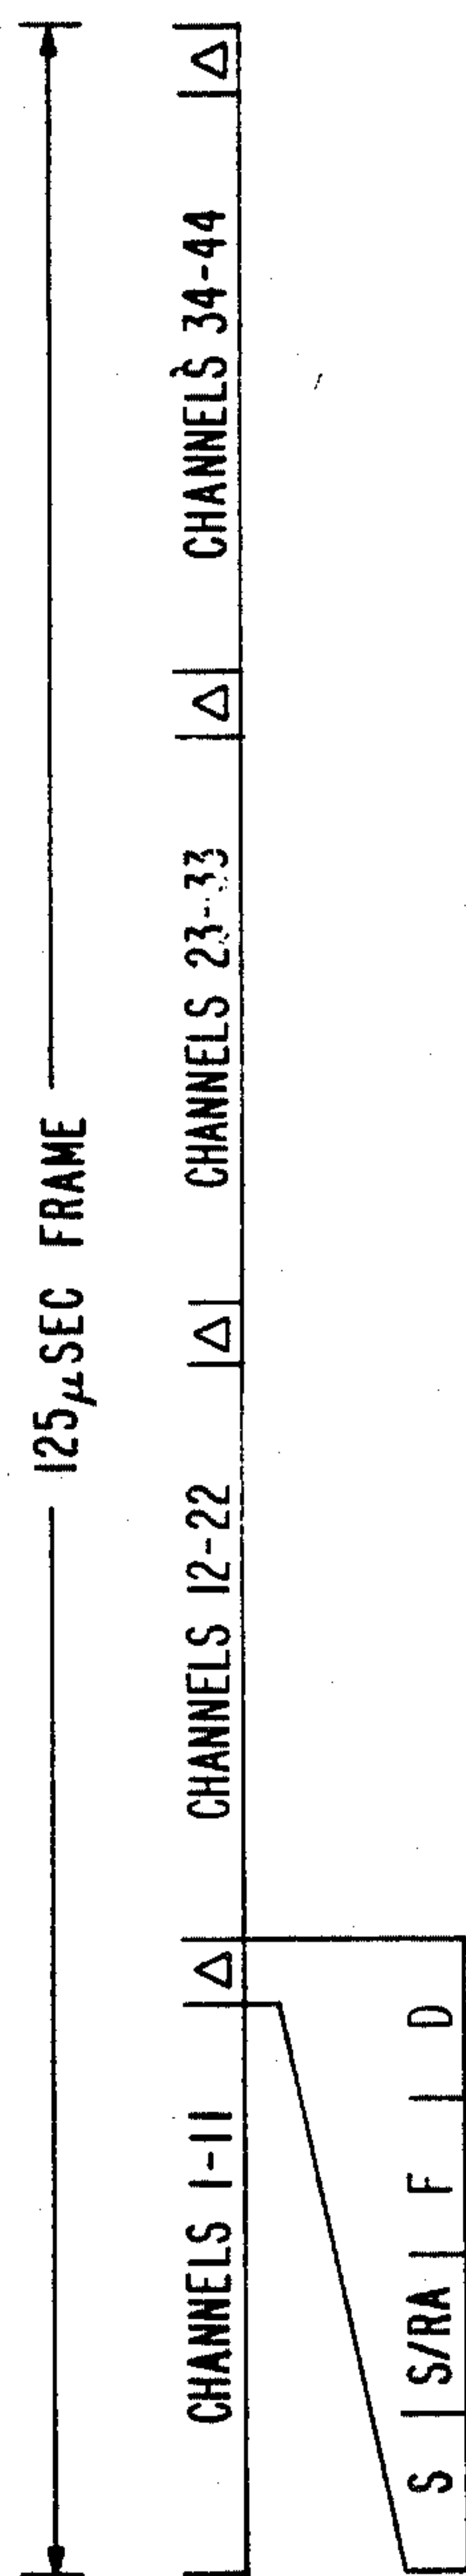 125μSEC FRAME
CHANNELS 1-11 | Δ | CHANNELS 12-22 | Δ | CHANNELS 23-33 | Δ | CHANNELS 34-44 | Δ
S | S/RA | F | D